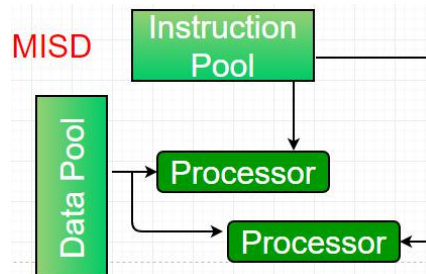 MISD
Instruction
Pool
Data Pool
Processor
Processor